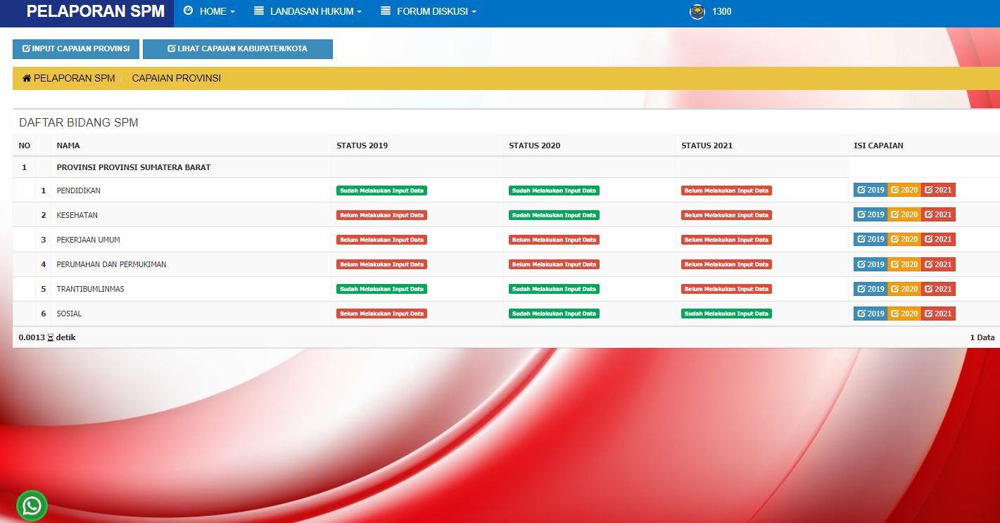 PELAPORAN SPM HOME LANDASAN HUKUM FORUM DISKUSI 1300
INPUT CAPAIAN PROVINSI LIHAT CAPAIAN KABUPATEN/KOTA
PELAPORAN SPM / CAPAIAN PROVINSI
DAFTAR BIDANG SPM
NO NAMA STATUS 2019 STATUS 2020 STATUS 2021 ISI CAPAIAN
1 PROVINSI PROVINSI SUMATERA BARAT
1 PENDIDIKAN Sudah Melakukan Input Data Sudah Melakukan Input Data Belum Melakukan Input Data 2019 2020 2021
2 KESEHATAN Belum Melakukan Input Data Sudah Melakukan Input Data Belum Melakukan Input Data 2019 2020 2021
3 PEKERJAAN UMUM Belum Melakukan Input Data Belum Melakukan Input Data Belum Melakukan Input Data 2019 2020 2021
4 PERUMAHAN DAN PERMUKIMAN Belum Melakukan Input Data Belum Melakukan Input Data Belum Melakukan Input Data 2019 2020 2021
5 TRANTIBUMLINMAS Sudah Melakukan Input Data Sudah Melakukan Input Data Belum Melakukan Input Data 2019 2020 2021
6 SOSIAL Belum Melakukan Input Data Sudah Melakukan Input Data Sudah Melakukan Input Data 2019 2020 2021
0.0013 detik 1 Data